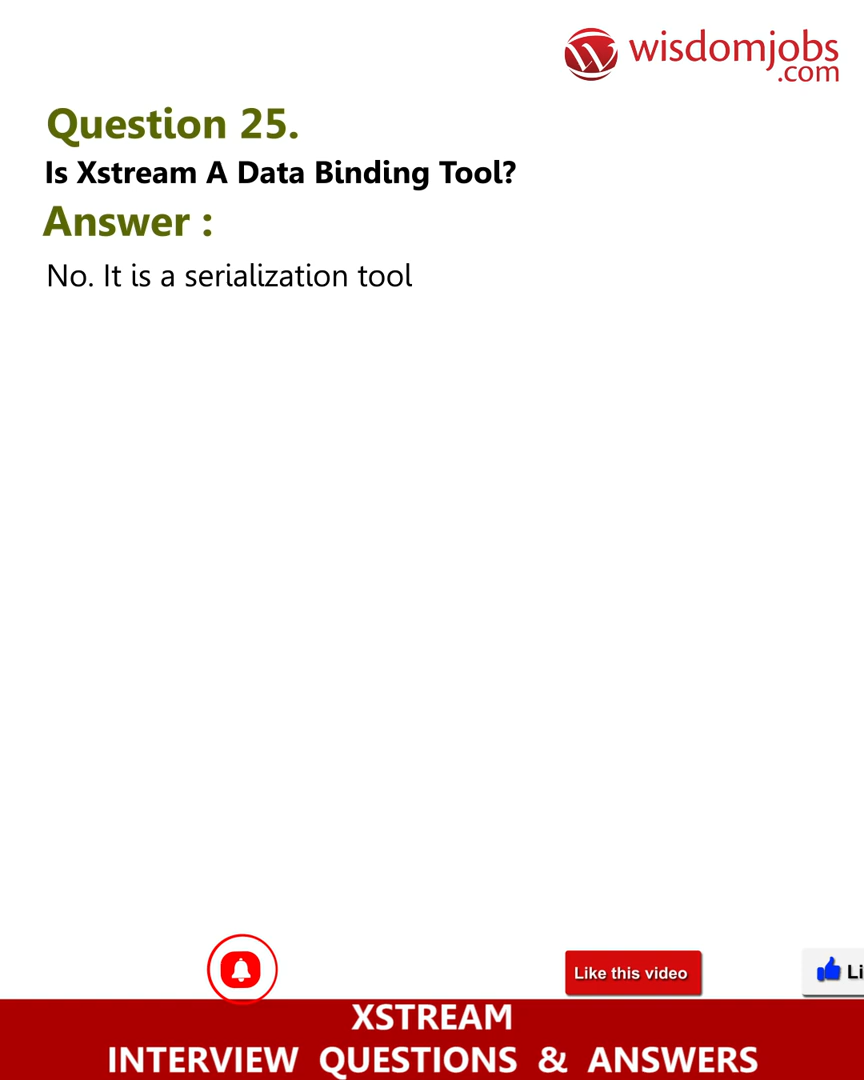 wisdomjobs
.com
Question 25.
Is Xstream A Data Binding Tool?
Answer :
No. It is a serialization tool
Like this video
Li
XSTREAM
INTERVIEW QUESTIONS & ANSWERS